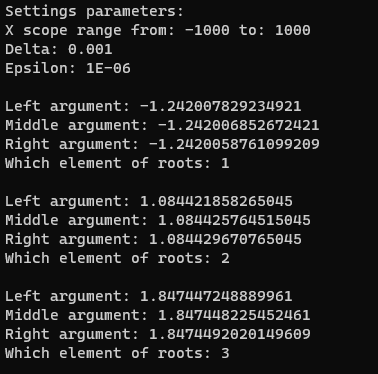 Settings parameters:
X scope range from: -1000 to: 1000
Delta: 0.001
Epsilon: 1E-06
Left argument: -1.242007829234921
Middle argument: -1.242006852672421
Right argument: -1.2420058761099209
Which element of roots: 1
Left argument: 1.084421858265045
Middle argument: 1.084425764515045
Right argument: 1.084429670765045
Which element of roots: 2
Left argument: 1.847447248889961
Middle argument: 1.847448225452461
Right argument: 1.8474492020149609
Which element of roots: 3